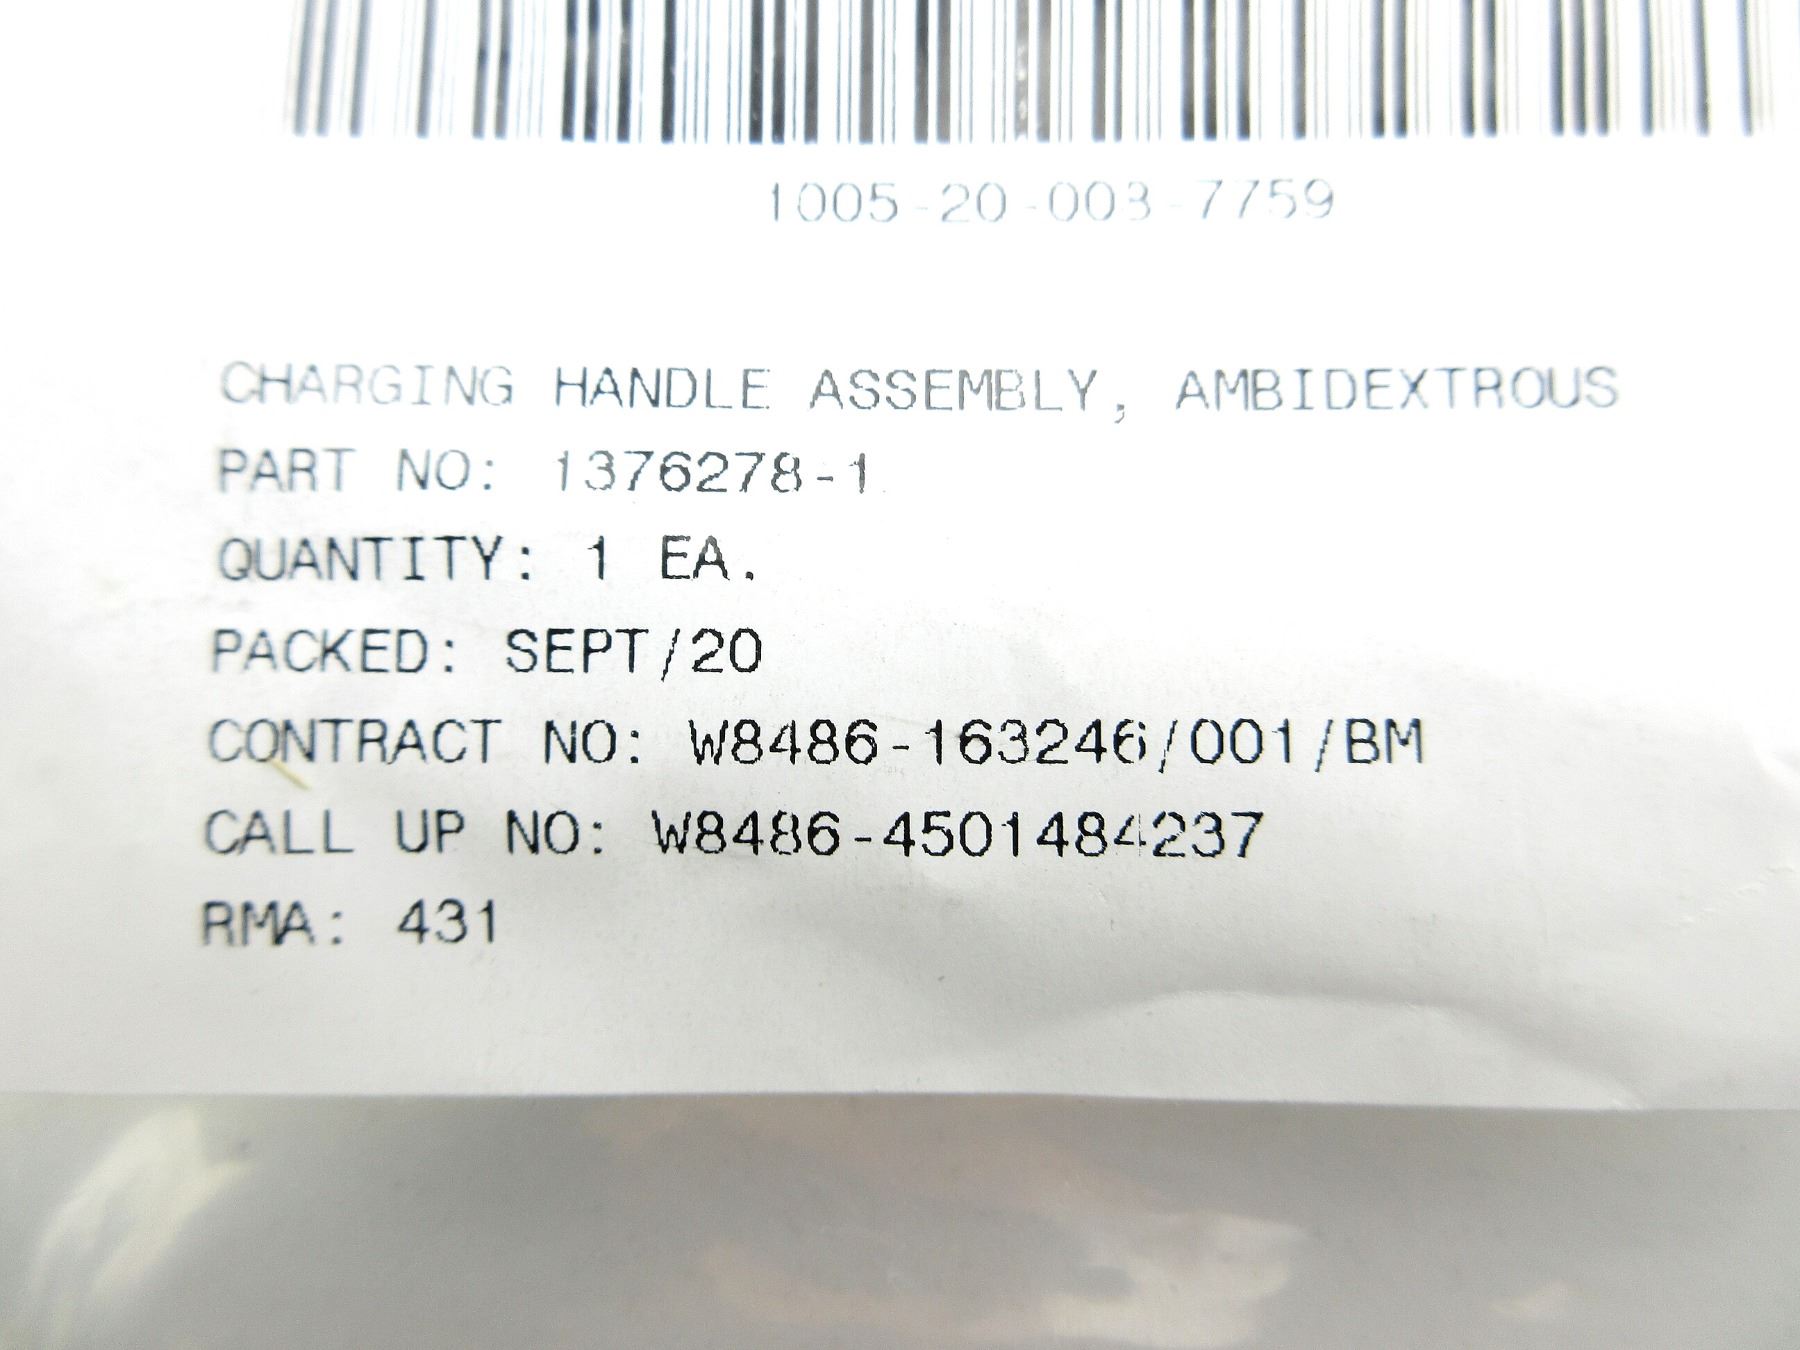 1005-20-003-7759
CHARGING HANDLE ASSEMBLY, AMBIDEXTROUS
PART NO: 1376278-1
QUANTITY: 1 EA.
PACKED: SEPT/20
CONTRACT NO: W8486-163246/001/BM
CALL UP NO: W8486-4501484237
RMA: 431